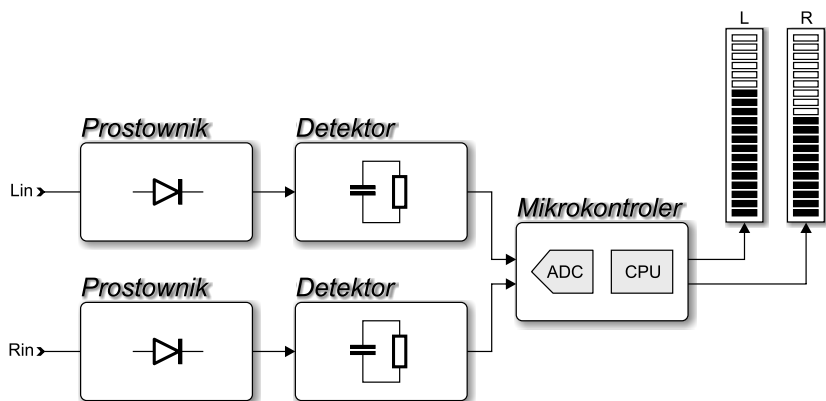 L R
Prostownik Detektor
Lin
Mikrokontroler
ADC CPU
Prostownik Detektor
Rin